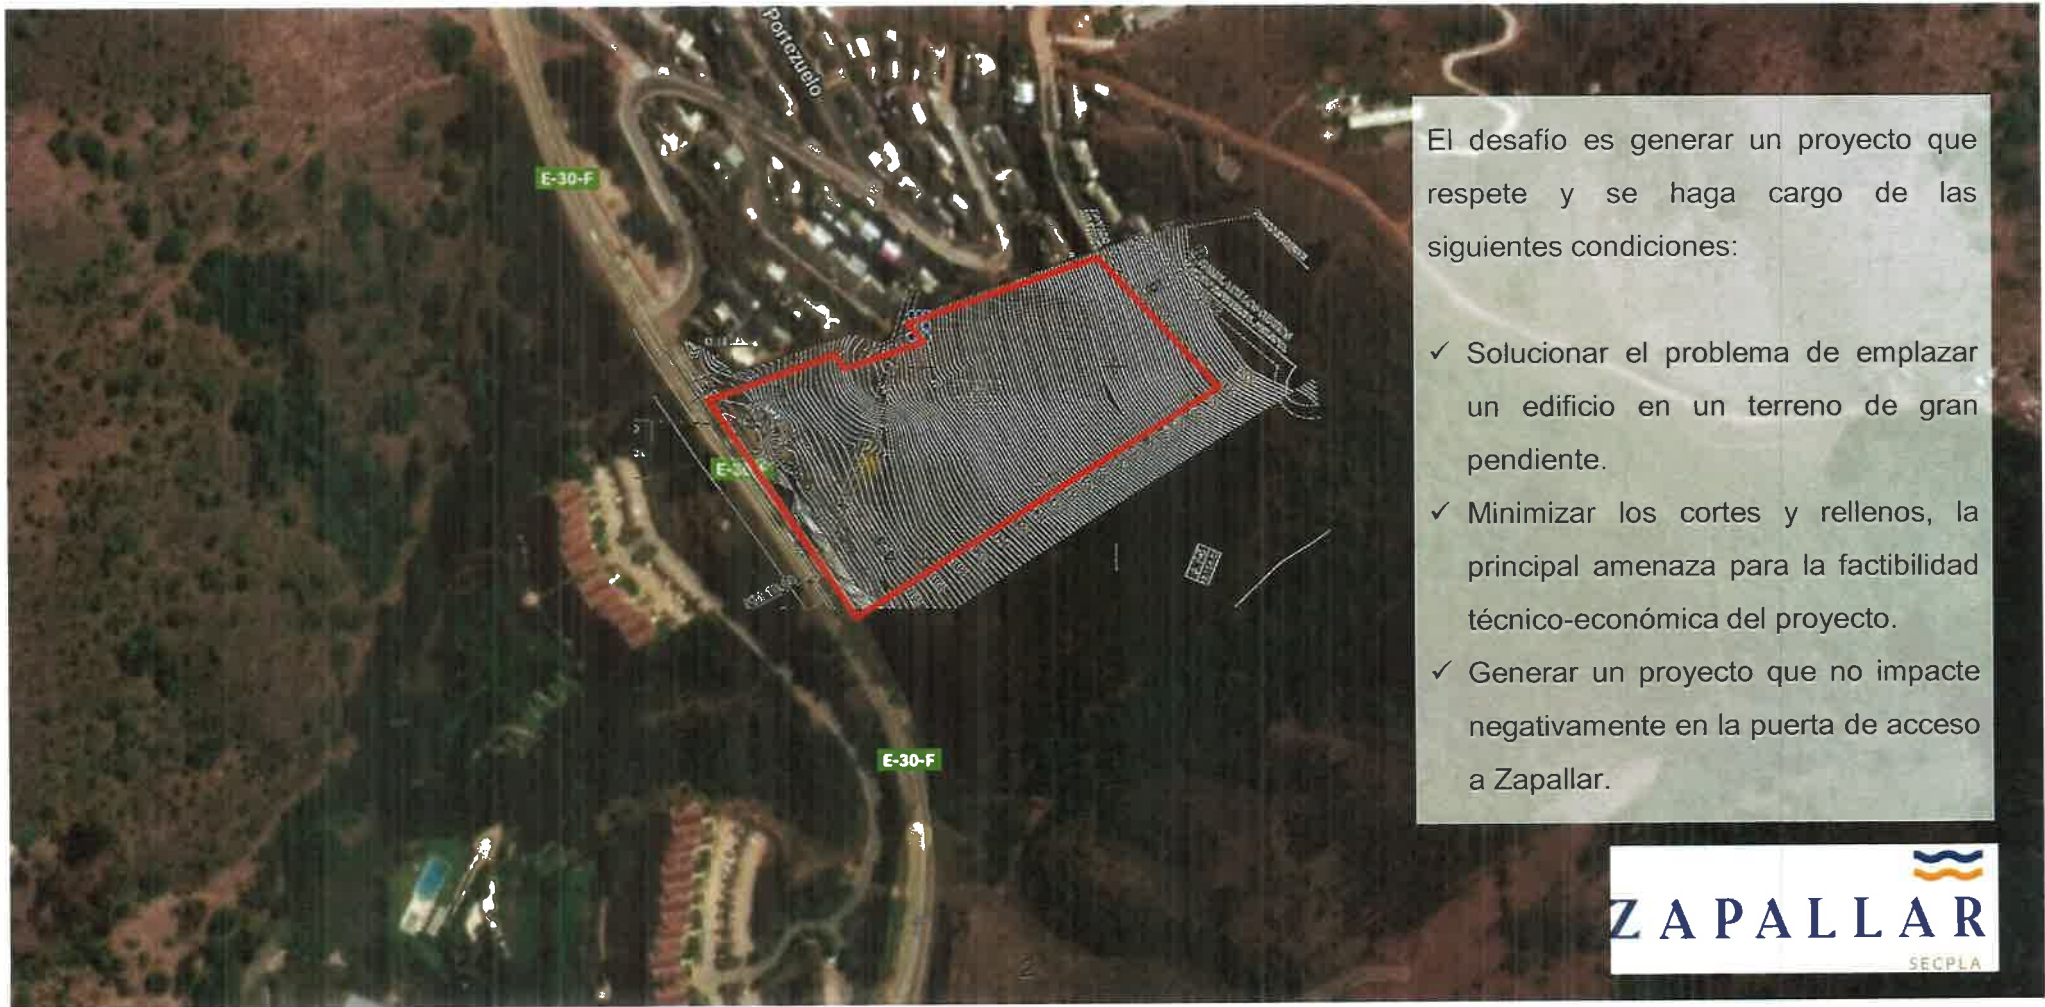 Portezuelo
E-30-F
El desafío es generar un proyecto que
respete y se haga cargo de las
siguientes condiciones:
✓ Solucionar el problema de emplazar
un edificio en un terreno de gran
pendiente.
✓ Minimizar los cortes y rellenos, la
principal amenaza para la factibilidad
técnico-económica del proyecto.
✓ Generar un proyecto que no impacte
negativamente en la puerta de acceso
a Zapallar.
E-30-F
ZAPALLAR
SECPLA